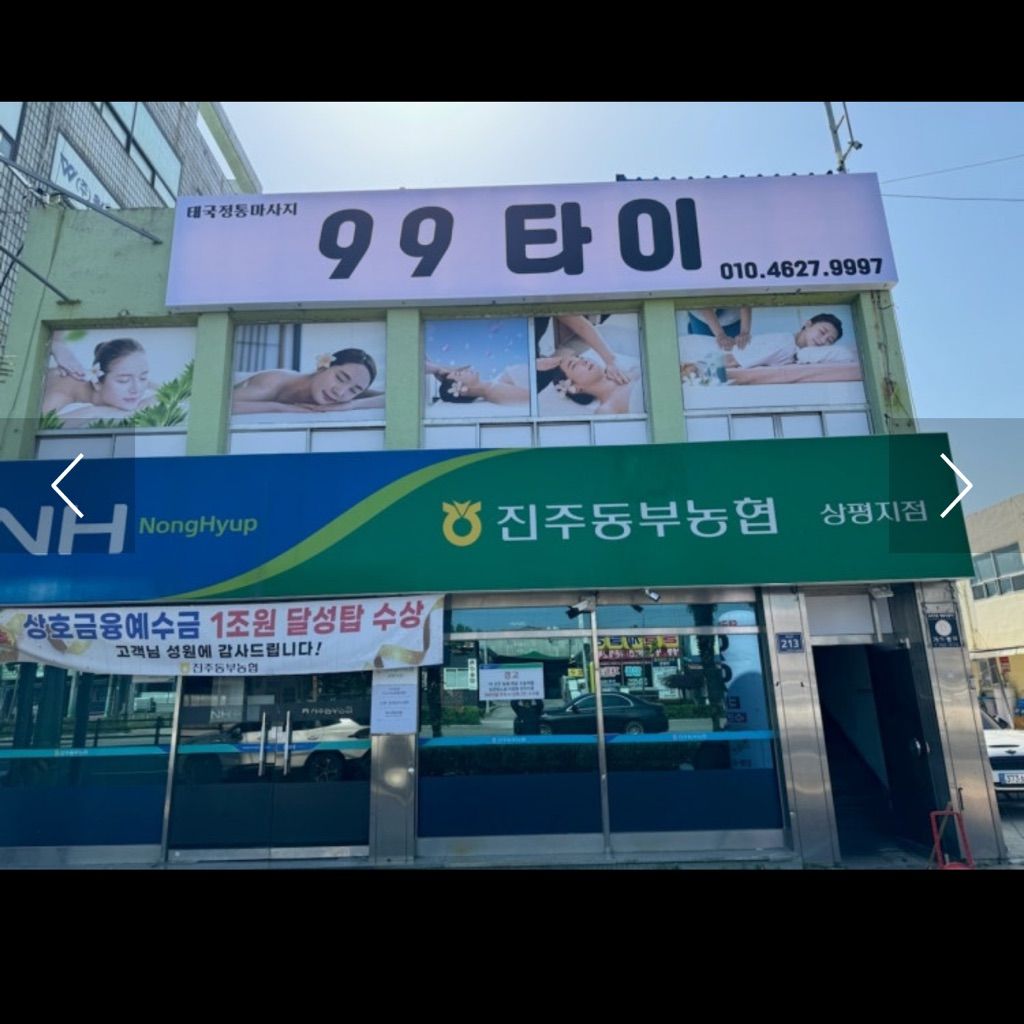 태국정통마사지
99 타이
010.4627.9997
NH NongHyup
진주동부농협 상평지점
상호금융예수금 1조원 달성탑 수상
고객님 성원에 감사드립니다!
진주동부농협
경고
213